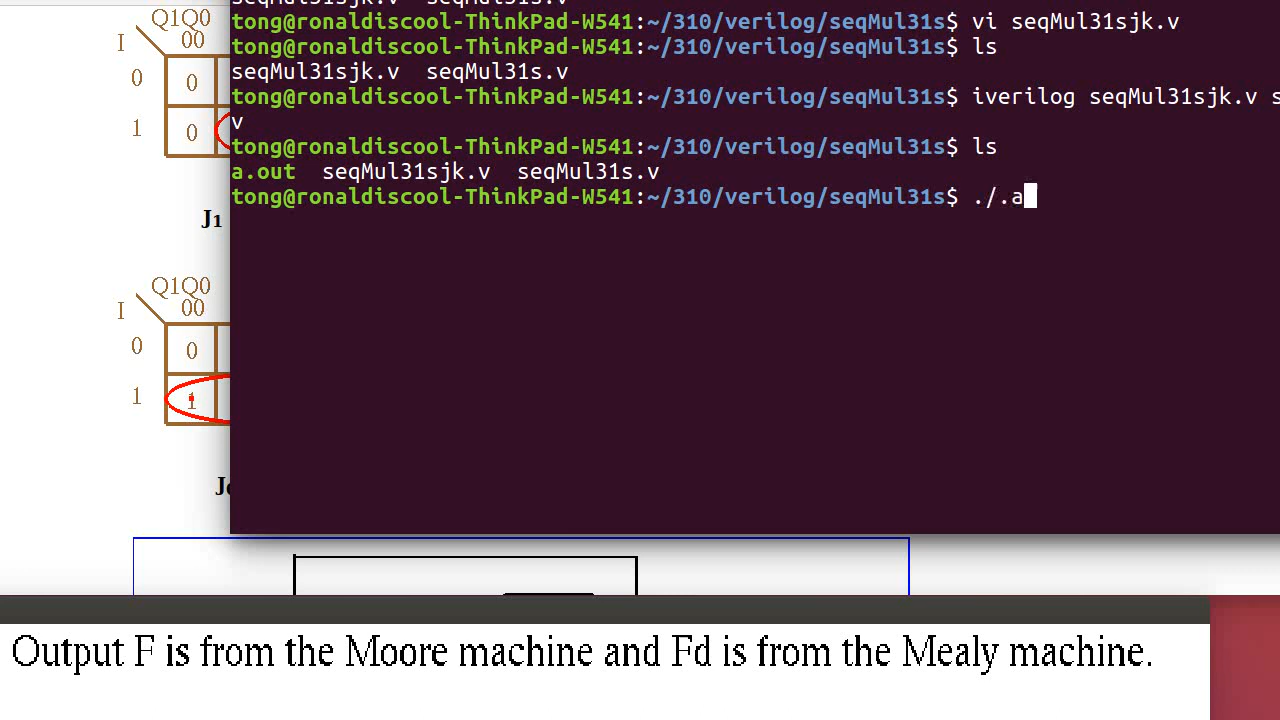 seqMul31sjk.v seqMul31s.v
tong@ronaldiscool-ThinkPad-W541:~/310/verilog/seqMul31s$ vi seqMul31sjk.v
tong@ronaldiscool-ThinkPad-W541:~/310/verilog/seqMul31s$ ls
seqMul31sjk.v seqMul31s.v
tong@ronaldiscool-ThinkPad-W541:~/310/verilog/seqMul31s$ iverilog seqMul31sjk.v s
v
tong@ronaldiscool-ThinkPad-W541:~/310/verilog/seqMul31s$ ls
a.out seqMul31sjk.v seqMul31s.v
tong@ronaldiscool-ThinkPad-W541:~/310/verilog/seqMul31s$ ./.a
Q1Q0
I 00
0 0
1 0
J1
Q1Q0
I 00
0 0
1 1
Output F is from the Moore machine and Fd is from the Mealy machine.